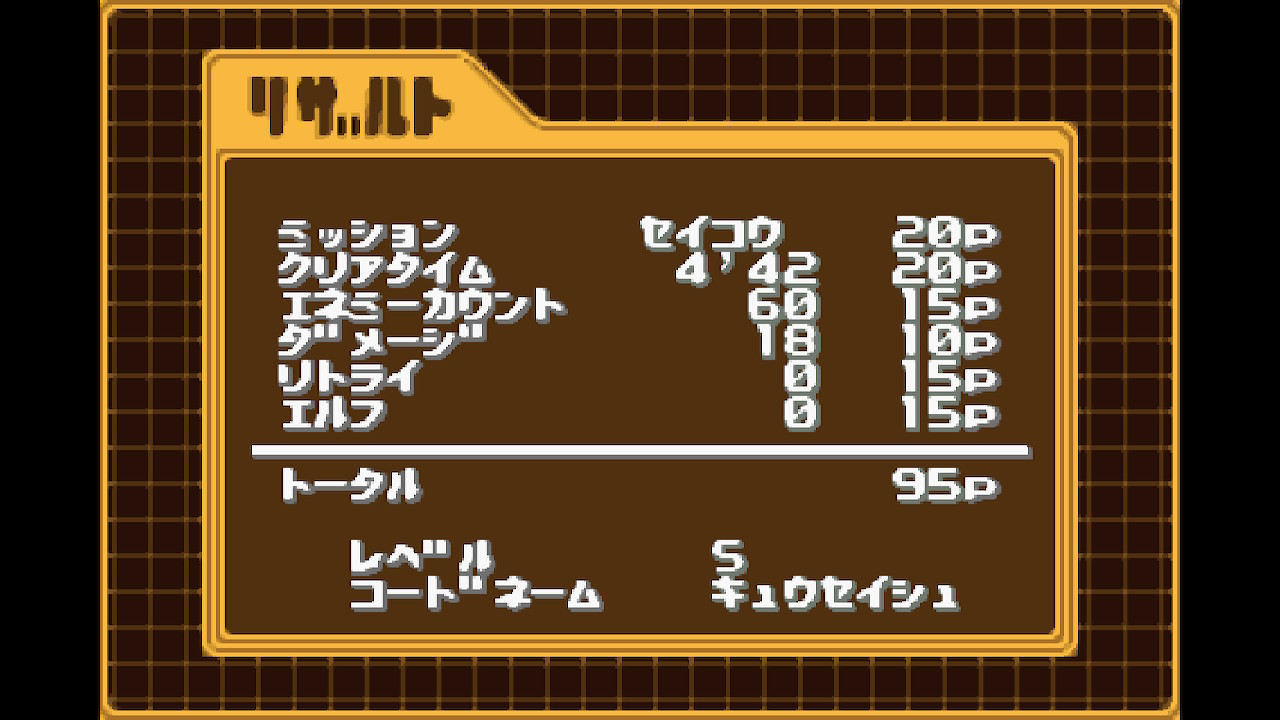 リザルト
ミッション セイコウ 20p
クリアタイム 4'42 20p
エネミーカウント 60 15p
ダメージ 18 10p
リトライ 0 15p
エルフ 0 15p
トータル 95p
レベル S
コードネーム キュウセイシュ